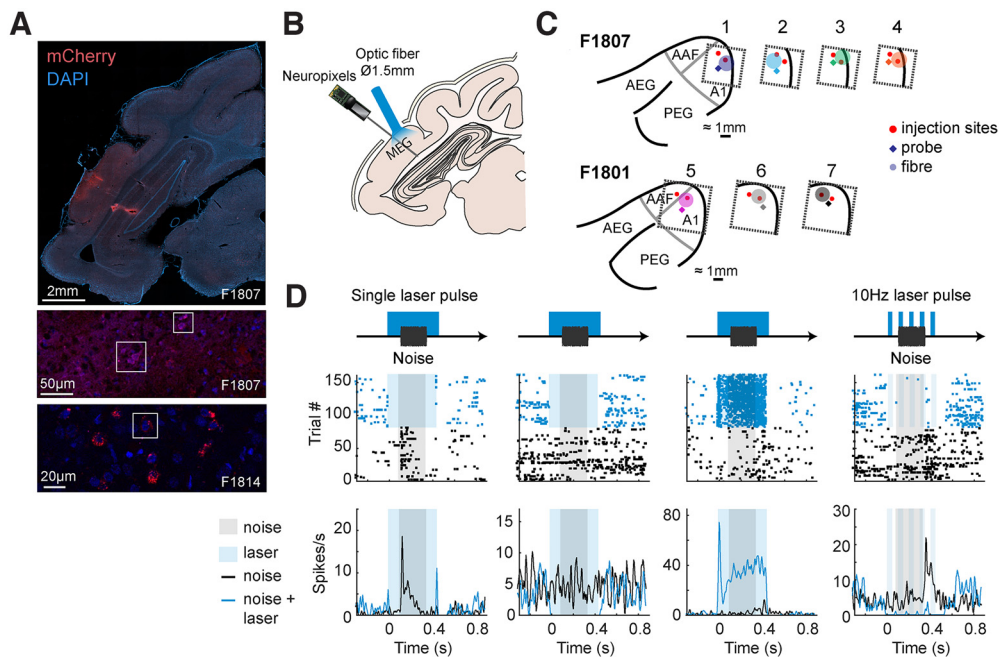 A
mCherry
DAPI
2mm
F1807
50µm
F1807
20µm
F1814
B
Optic fiber
Ø1.5mm
Neuropixels
MEG
C
F1807
1
2
3
4
AAF
A1
AEG
PEG
≈ 1mm
injection sites
probe
fibre
F1801
5
6
7
AAF
A1
AEG
PEG
≈ 1mm
D
Single laser pulse
10Hz laser pulse
Noise
Noise
Trial #
150
100
50
0
noise
laser
noise
noise +
laser
Spikes/s
20
10
0
15
10
5
0
80
40
0
30
20
10
0
0 0.4 0.8
0 0.4 0.8
0 0.4 0.8
0 0.4 0.8
Time (s)
Time (s)
Time (s)
Time (s)